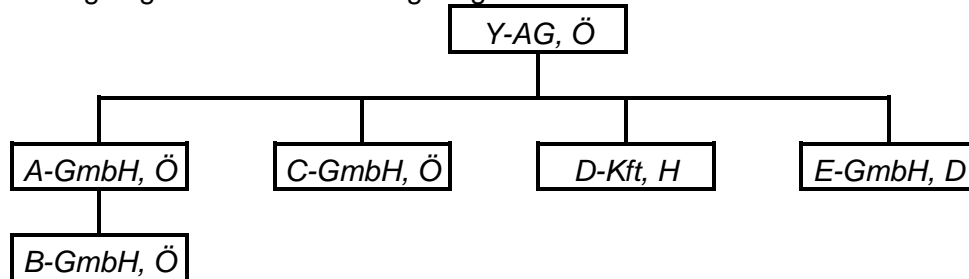 Y-AG, Ö
A-GmbH, Ö
C-GmbH, Ö
D-Kft, H
E-GmbH, D
B-GmbH, Ö